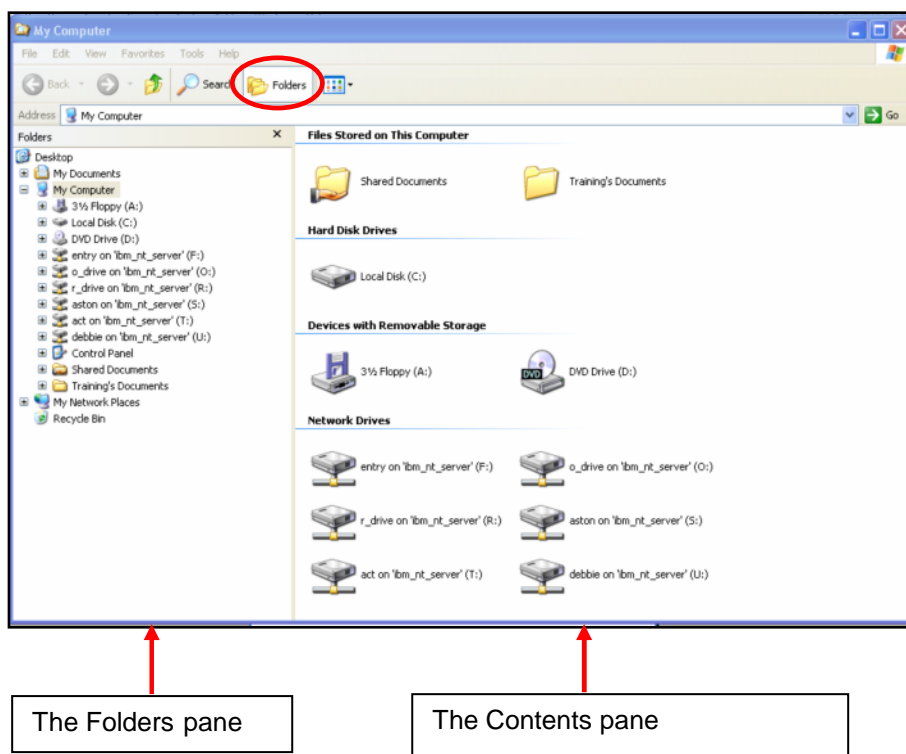 My Computer
File Edit View Favorites Tools Help
Back Search Folders
Address My Computer Go
Folders x
Desktop
My Documents
My Computer
3½ Floppy (A:)
Local Disk (C:)
DVD Drive (D:)
entry on 'ibm_nt_server' (F:)
o_drive on 'ibm_nt_server' (O:)
r_drive on 'ibm_nt_server' (R:)
aston on 'ibm_nt_server' (S:)
act on 'ibm_nt_server' (T:)
debbie on 'ibm_nt_server' (U:)
Control Panel
Shared Documents
Training's Documents
My Network Places
Recycle Bin
Files Stored on This Computer
Shared Documents Training's Documents
Hard Disk Drives
Local Disk (C:)
Devices with Removable Storage
3½ Floppy (A:) DVD DVD Drive (D:)
Network Drives
entry on 'ibm_nt_server' (F:) o_drive on 'ibm_nt_server' (O:)
r_drive on 'ibm_nt_server' (R:) aston on 'ibm_nt_server' (S:)
act on 'ibm_nt_server' (T:) debbie on 'ibm_nt_server' (U:)
The Folders pane
The Contents pane